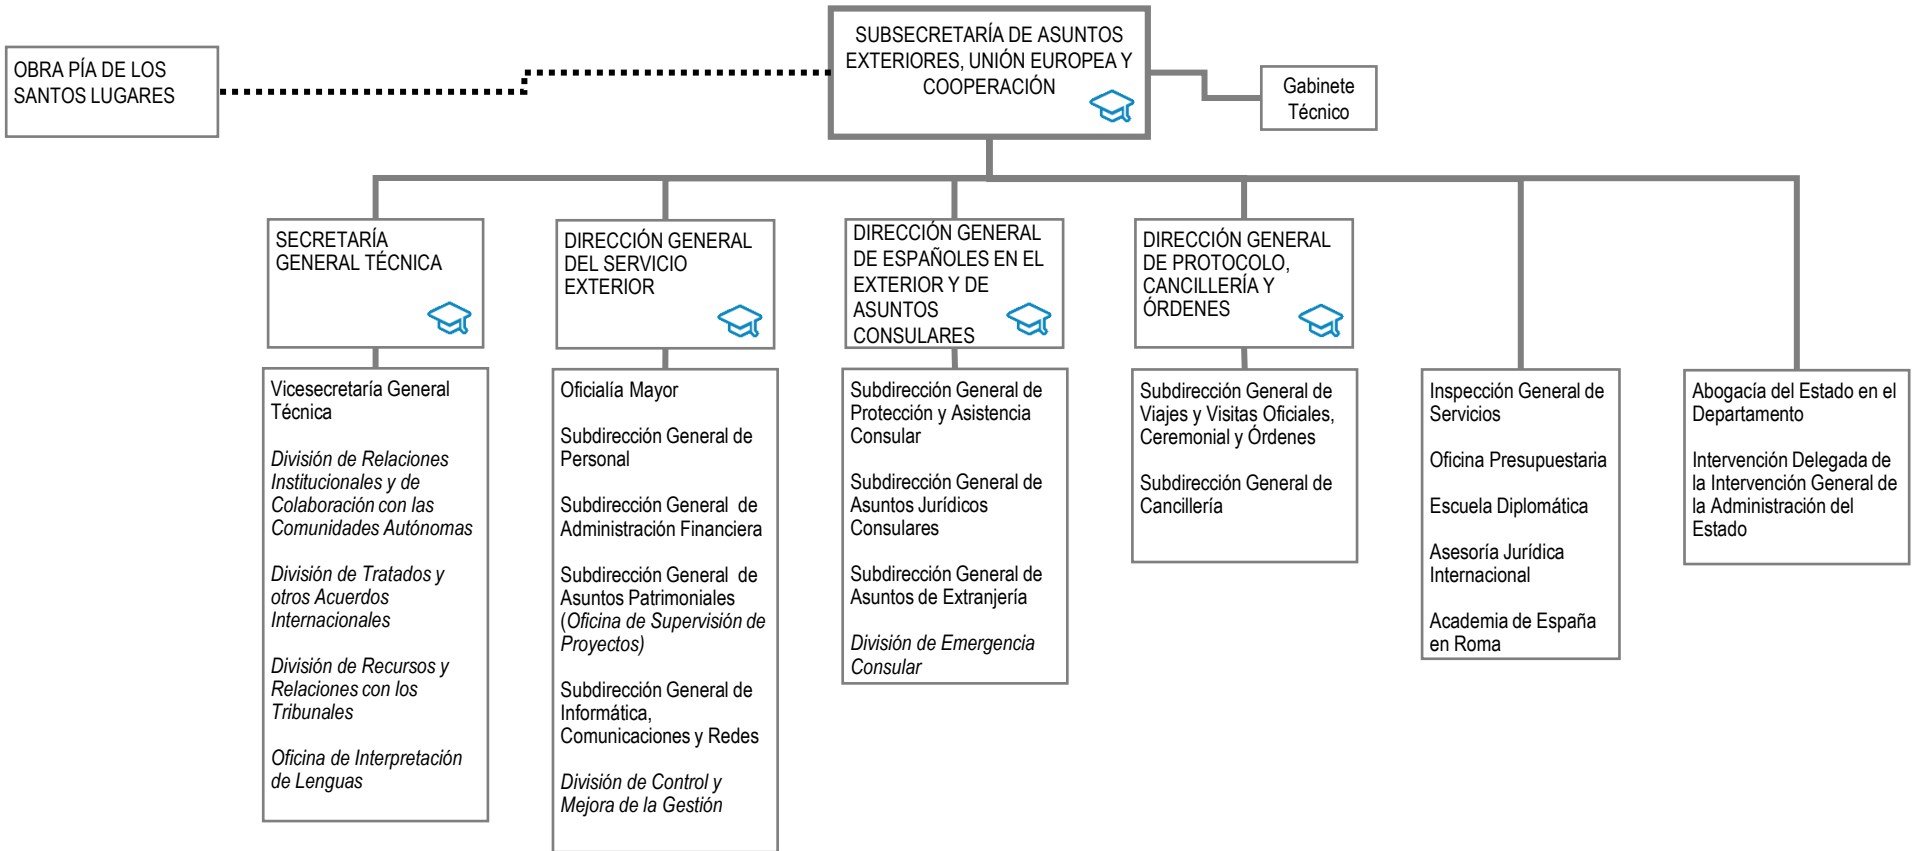 SUBSECRETARÍA DE ASUNTOS
EXTERIORES, UNIÓN EUROPEA Y
COOPERACIÓN
OBRA PÍA DE LOS
SANTOS LUGARES
Gabinete
Técnico
SECRETARÍA
GENERAL TÉCNICA
DIRECCIÓN GENERAL
DEL SERVICIO
EXTERIOR
DIRECCIÓN GENERAL
DE ESPAÑOLES EN EL
EXTERIOR Y DE
ASUNTOS
CONSULARES
DIRECCIÓN GENERAL
DE PROTOCOLO,
CANCILLERÍA Y
ÓRDENES
Vicesecretaría General
Técnica
División de Relaciones
Institucionales y de
Colaboración con las
Comunidades Autónomas
División de Tratados y
otros Acuerdos
Internacionales
División de Recursos y
Relaciones con los
Tribunales
Oficina de Interpretación
de Lenguas
Oficialía Mayor
Subdirección General de
Personal
Subdirección General de
Administración Financiera
Subdirección General de
Asuntos Patrimoniales
(Oficina de Supervisión de
Proyectos)
Subdirección General de
Informática,
Comunicaciones y Redes
División de Control y
Mejora de la Gestión
Subdirección General de
Protección y Asistencia
Consular
Subdirección General de
Asuntos Jurídicos
Consulares
Subdirección General de
Asuntos de Extranjería
División de Emergencia
Consular
Subdirección General de
Viajes y Visitas Oficiales,
Ceremonial y Órdenes
Subdirección General de
Cancillería
Inspección General de
Servicios
Oficina Presupuestaria
Escuela Diplomática
Asesoría Jurídica
Internacional
Academia de España
en Roma
Abogacía del Estado en el
Departamento
Intervención Delegada de
la Intervención General de
la Administración del
Estado